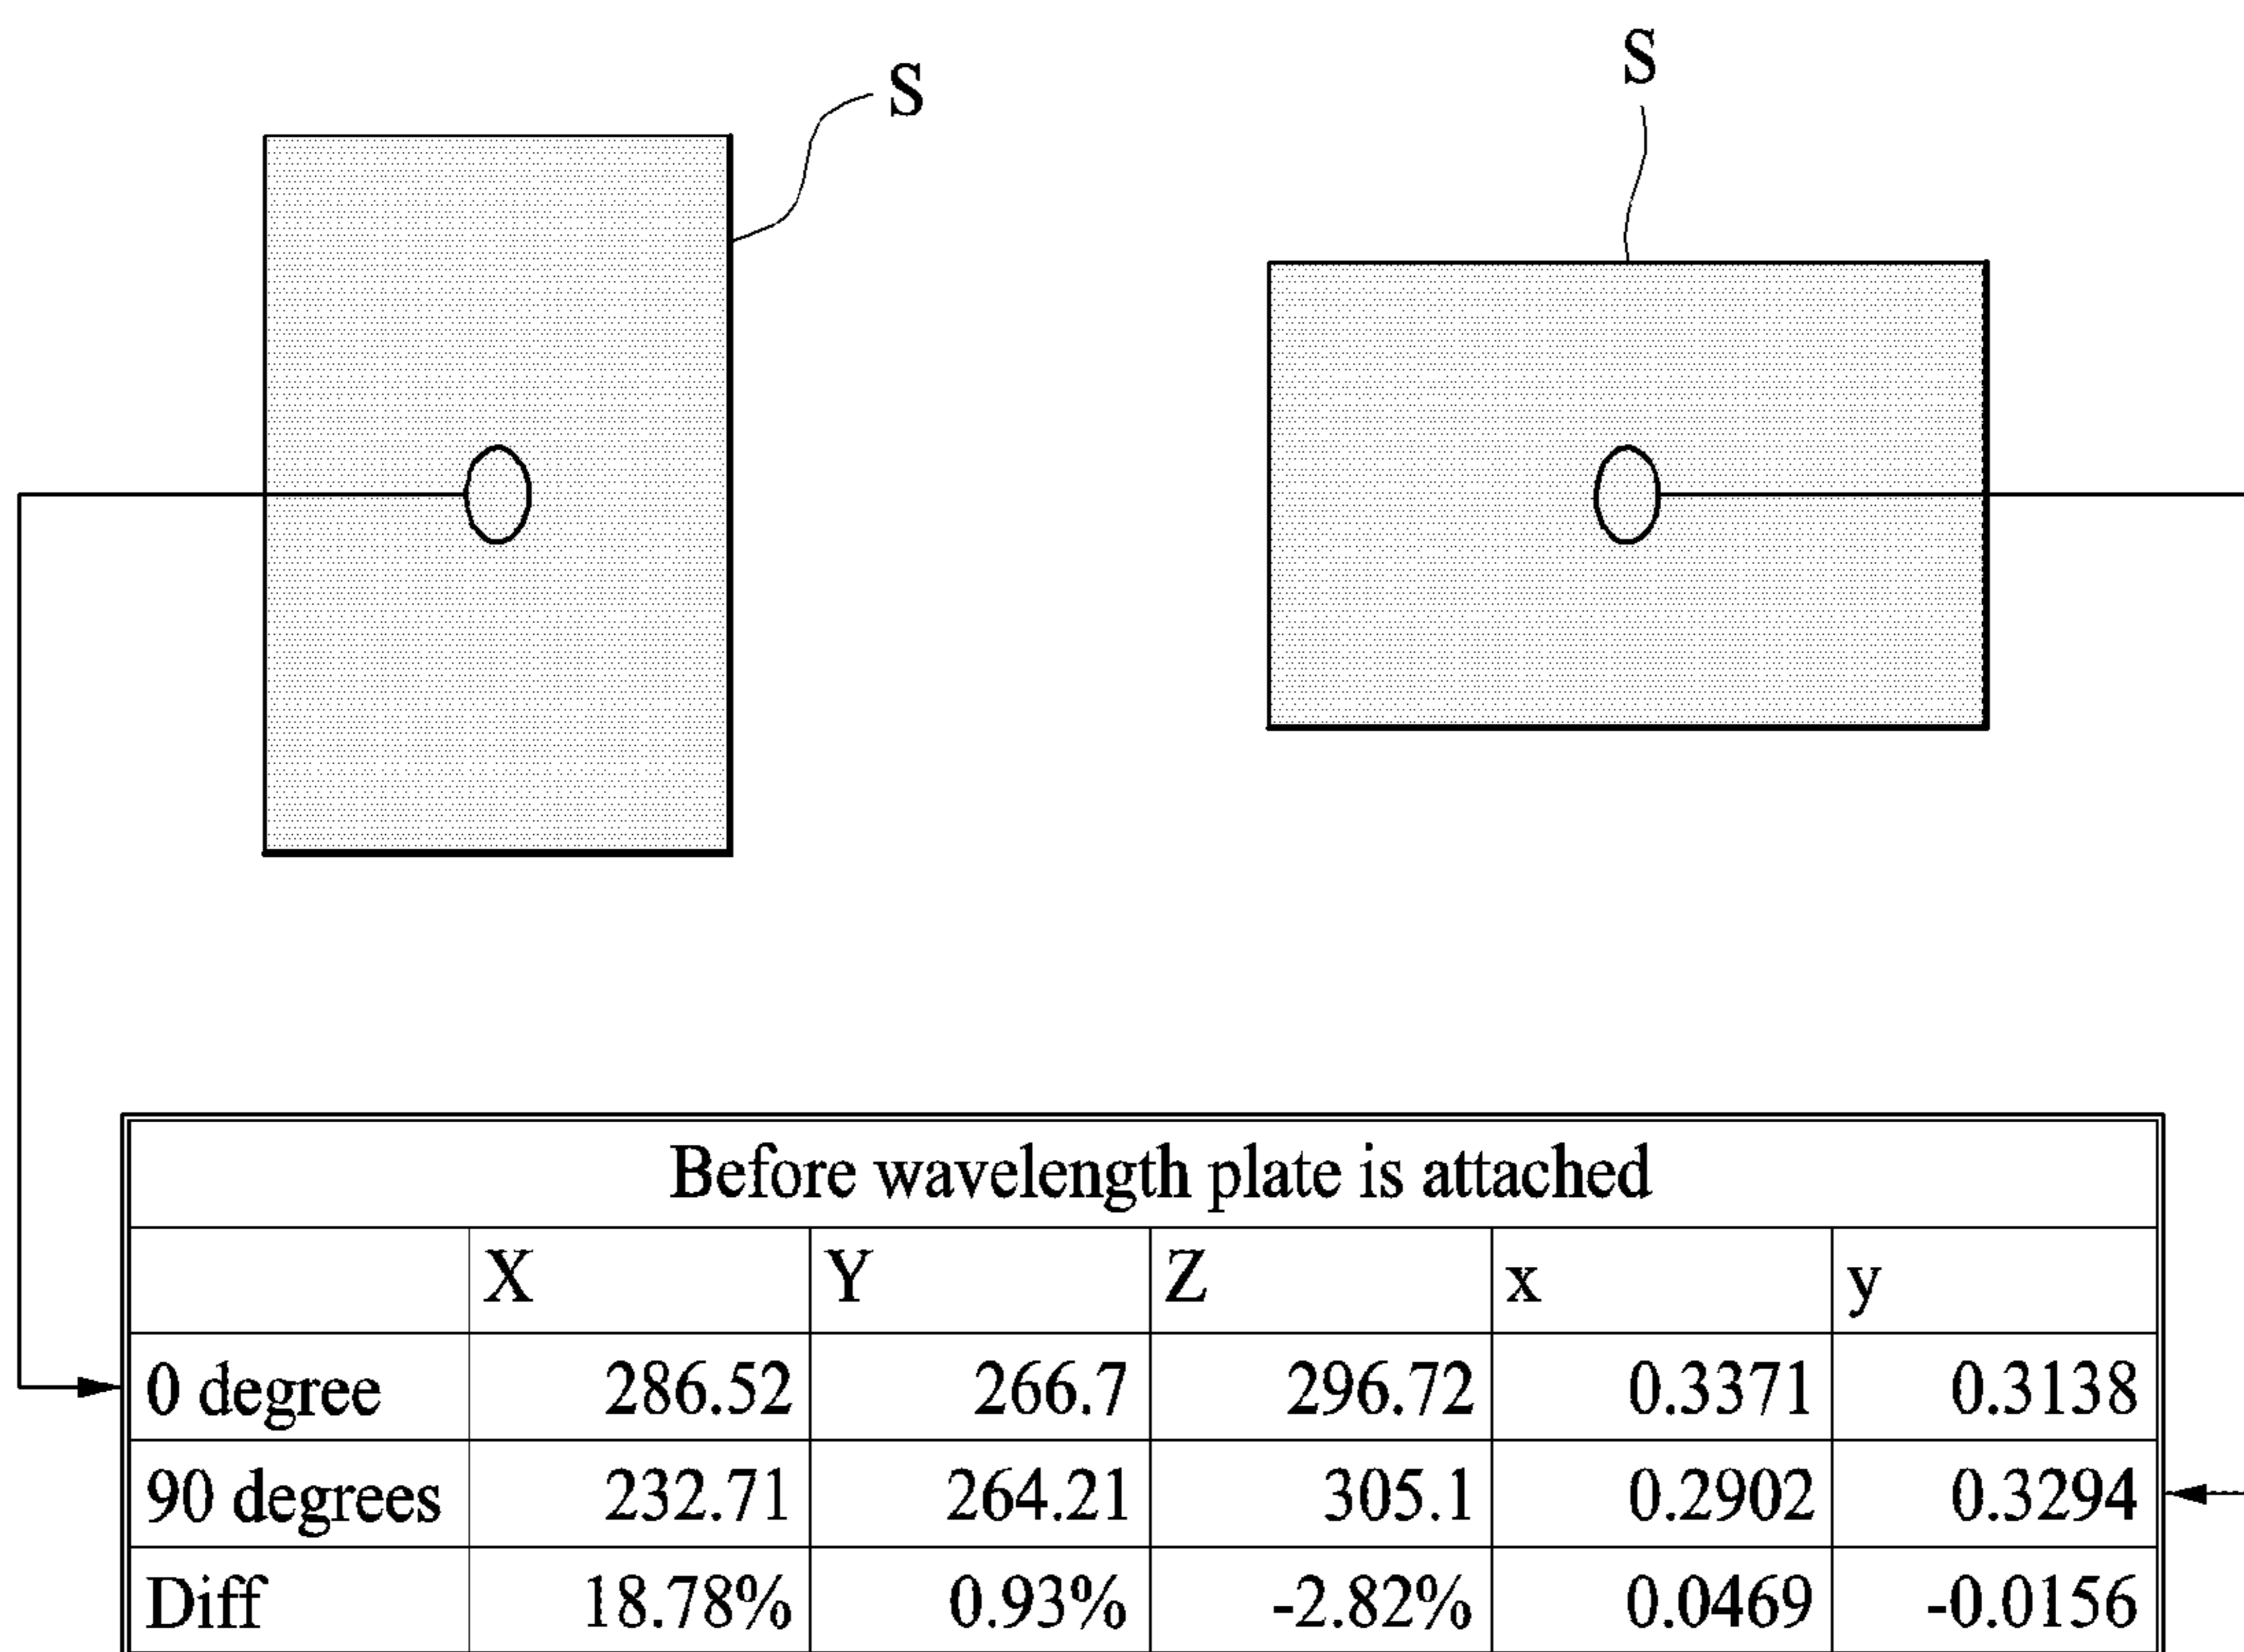 S
S
Before wavelength plate is attached
X Y Z x y
0 degree 286.52 266.7 296.72 0.3371 0.3138
90 degrees 232.71 264.21 305.1 0.2902 0.3294
Diff 18.78% 0.93% -2.82% 0.0469 -0.0156